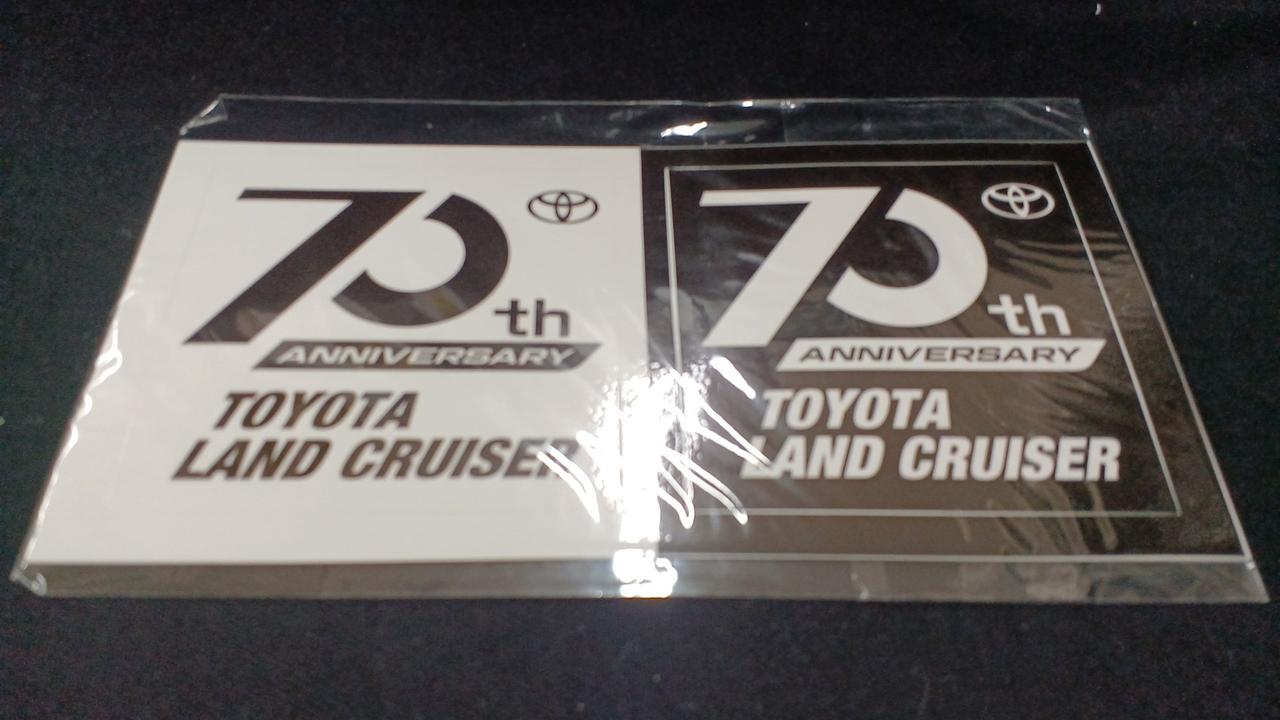 70th
ANNIVERSARY
TOYOTA
LAND CRUISER
70th
ANNIVERSARY
TOYOTA
LAND CRUISER